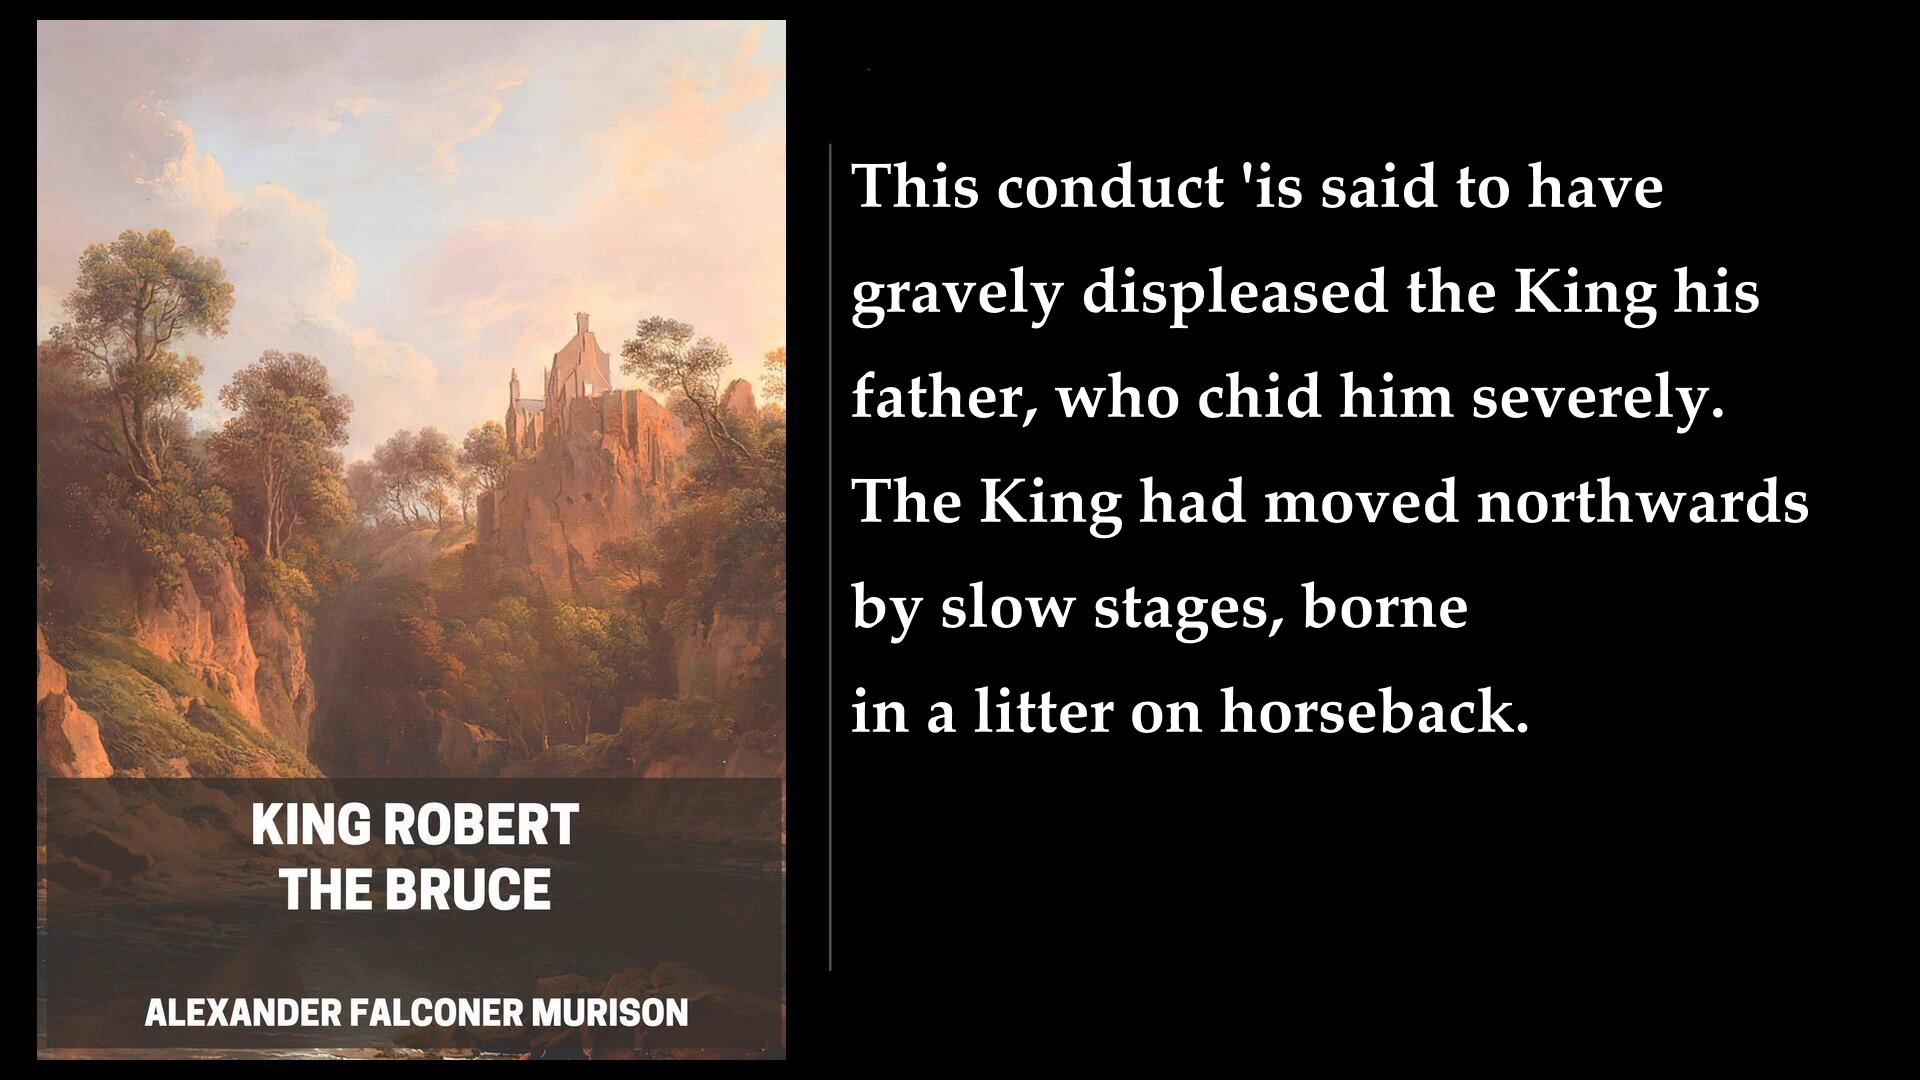 KING ROBERT
THE BRUCE
ALEXANDER FALCONER MURISON
This conduct 'is said to have
gravely displeased the King his
father, who chid him severely.
The King had moved northwards
by slow stages, borne
in a litter on horseback.